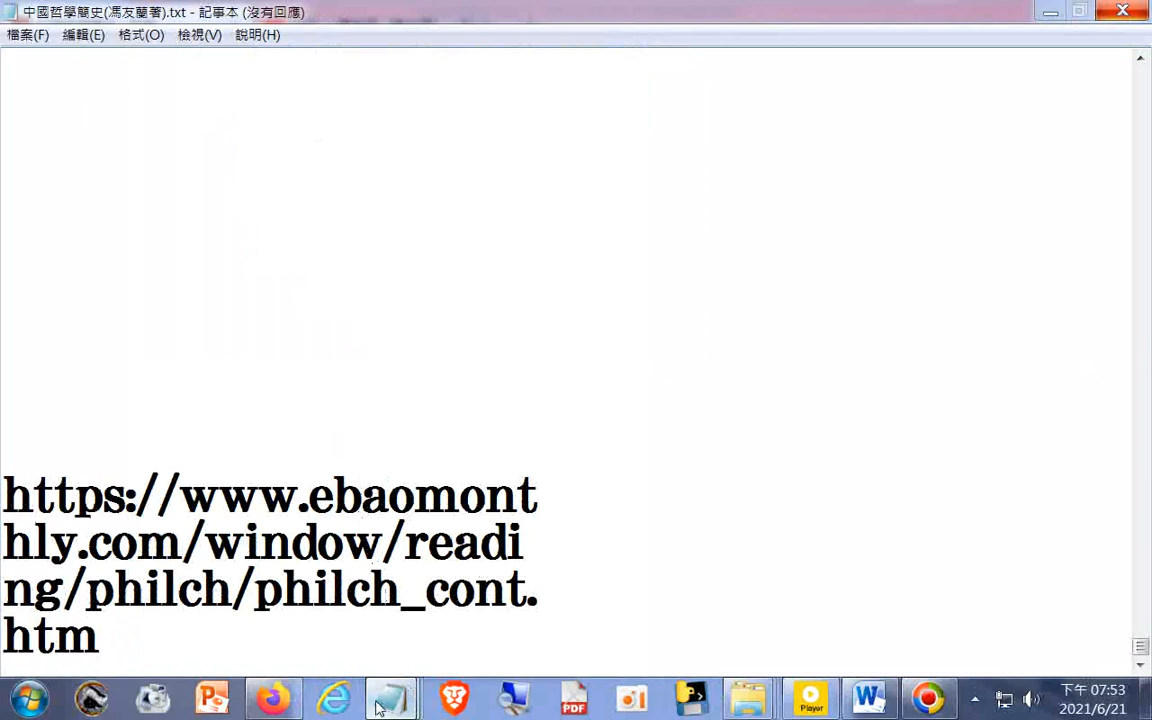 中國哲學簡史(馮友蘭著).txt - 記事本 (沒有回應)
檔案(F) 編輯(E) 格式(O) 檢視(V) 說明(H)
https://www.ebaomont
hly.com/window/readi
ng/philch/philch_cont.
htm
PDF
Player
下午 07:53
2021/6/21